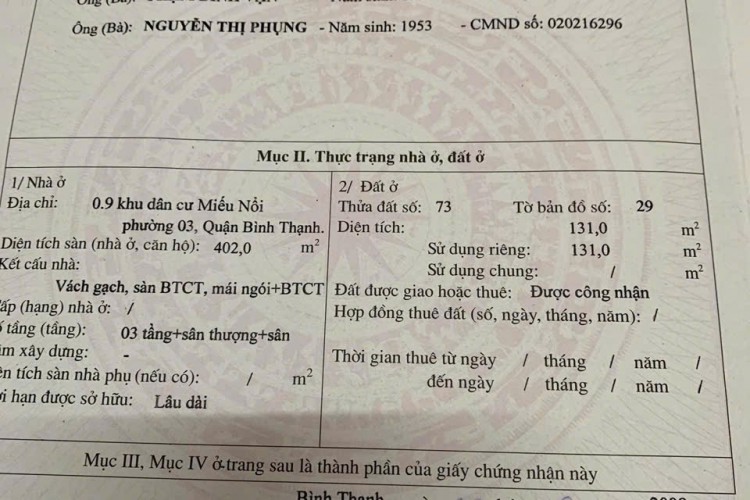 Ông (Bà): NGUYỄN THỊ PHỤNG - Năm sinh: 1953 - CMND số: 020216296
Mục II. Thực trạng nhà ở, đất ở
1/ Nhà ở
Địa chỉ: 0.9 khu dân cư Miếu Nổi
phường 03, Quận Bình Thạnh.
Diện tích sàn (nhà ở, căn hộ): 402,0 m²
Kết cấu nhà:
Vách gạch, sàn BTCT, mái ngói+BTCT
ấp (hạng) nhà ở: /
ố tầng (tầng): 03 tầng+sân thượng+sân
ăm xây dựng: -
ện tích sàn nhà phụ (nếu có): / m²
ời hạn được sở hữu: Lâu dài
2/ Đất ở
Thửa đất số: 73 Tờ bản đồ số: 29
Diện tích: 131,0 m²
Sử dụng riêng: 131,0 m²
Sử dụng chung: / m²
Đất được giao hoặc thuê: Được công nhận
Hợp đồng thuê đất (số, ngày, tháng, năm): /
Thời gian thuê từ ngày / tháng / năm /
đến ngày / tháng / năm /
Mục III, Mục IV ở trang sau là thành phần của giấy chứng nhận này
Bình Thạnh